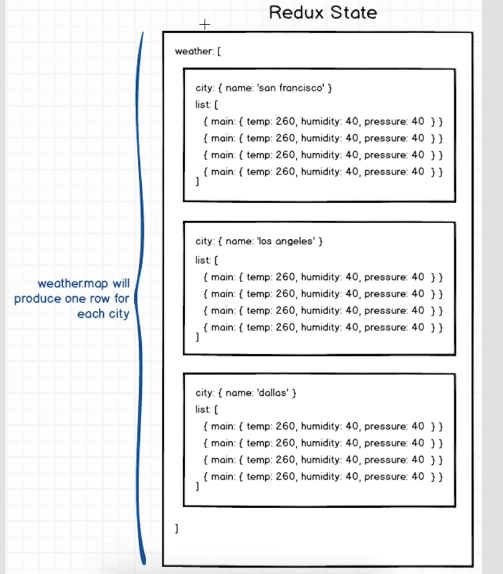 Redux State
weather: [
city: { name: 'san francisco' }
list: [
{ main: { temp: 260, humidity: 40, pressure: 40 } }
{ main: { temp: 260, humidity: 40, pressure: 40 } }
{ main: { temp: 260, humidity: 40, pressure: 40 } }
{ main: { temp: 260, humidity: 40, pressure: 40 } }
]
city: { name: 'los angeles' }
list: [
{ main: { temp: 260, humidity: 40, pressure: 40 } }
{ main: { temp: 260, humidity: 40, pressure: 40 } }
{ main: { temp: 260, humidity: 40, pressure: 40 } }
{ main: { temp: 260, humidity: 40, pressure: 40 } }
]
city: { name: 'dallas' }
list: [
{ main: { temp: 260, humidity: 40, pressure: 40 } }
{ main: { temp: 260, humidity: 40, pressure: 40 } }
{ main: { temp: 260, humidity: 40, pressure: 40 } }
{ main: { temp: 260, humidity: 40, pressure: 40 } }
]
]
weather.map will
produce one row for
each city